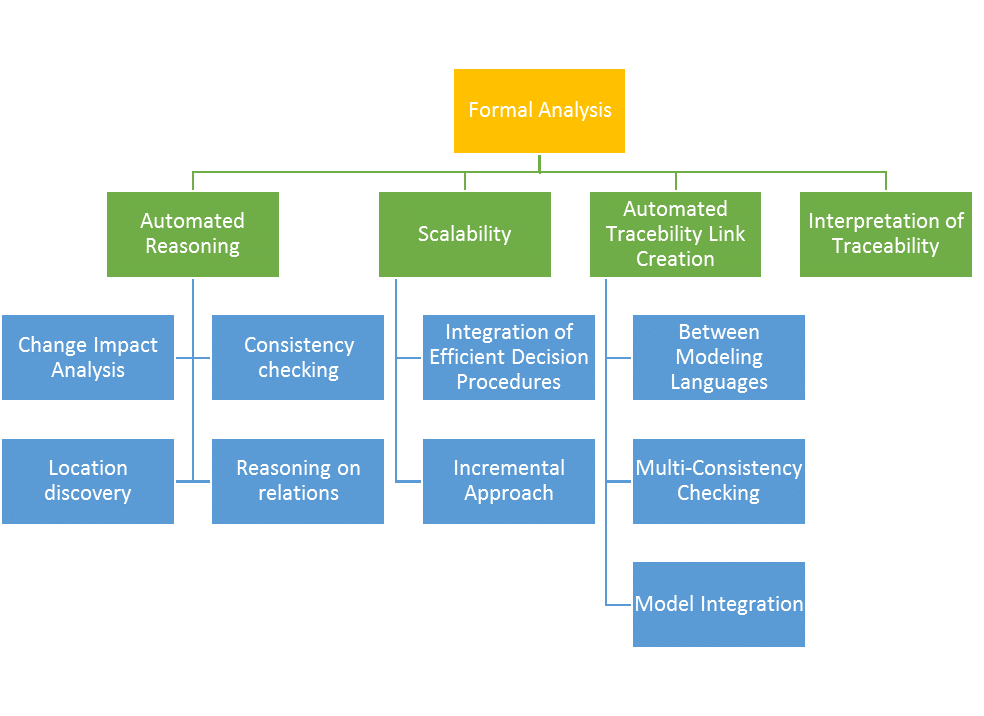 Formal Analysis
Automated
Reasoning
Scalability
Automated
Tracebility Link
Creation
Interpretation of
Traceability
Change Impact
Analysis
Consistency
checking
Integration of
Efficient Decision
Procedures
Between
Modeling
Languages
Location
discovery
Reasoning on
relations
Incremental
Approach
Multi-Consistency
Checking
Model Integration